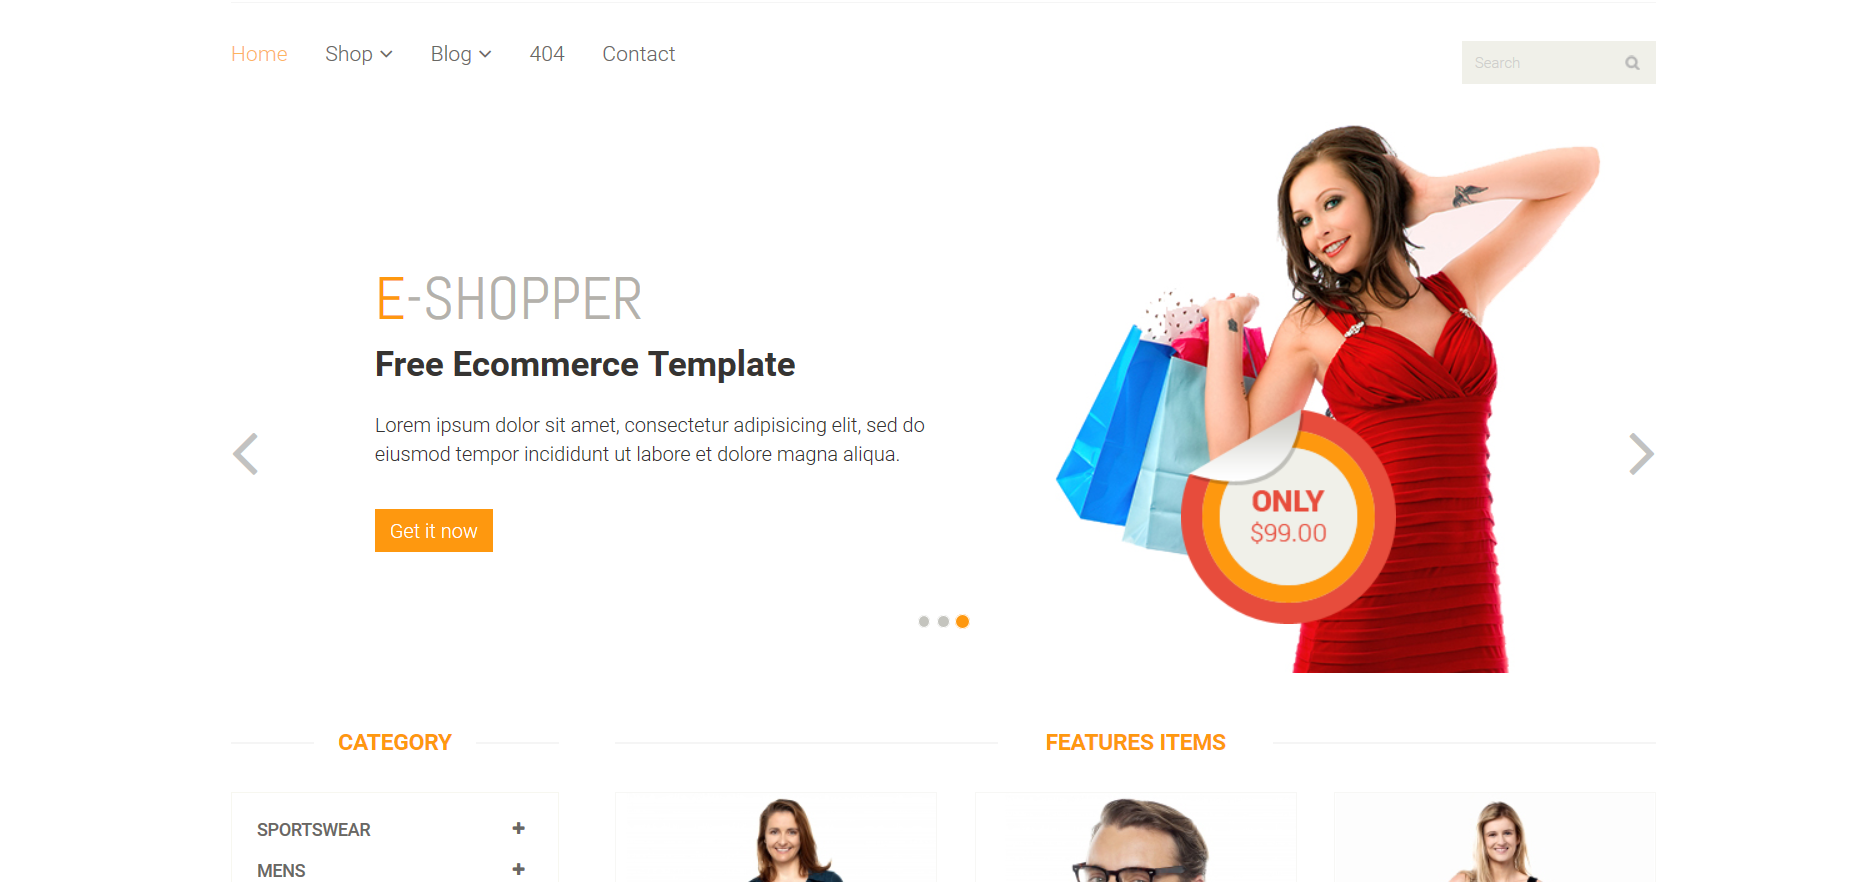 Home Shop Blog 404 Contact
Search
E-SHOPPER
Free Ecommerce Template
Lorem ipsum dolor sit amet, consectetur adipisicing elit, sed do
eiusmod tempor incididunt ut labore et dolore magna aliqua.
Get it now
ONLY
$99.00
CATEGORY
FEATURES ITEMS
SPORTSWEAR
MENS